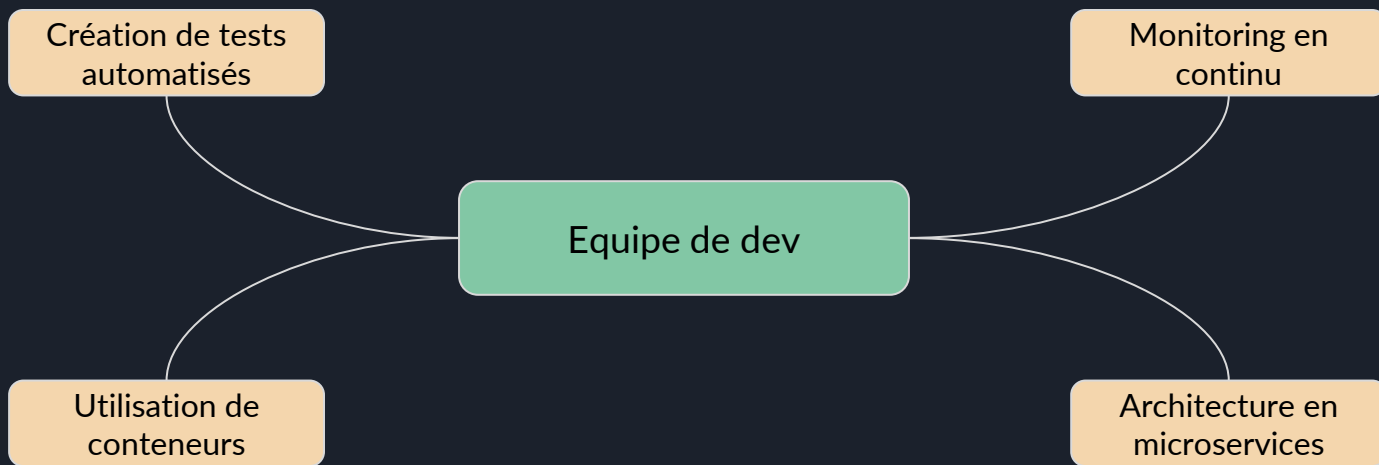 Création de tests
automatisés
Monitoring en
continu
Equipe de dev
Utilisation de
conteneurs
Architecture en
microservices